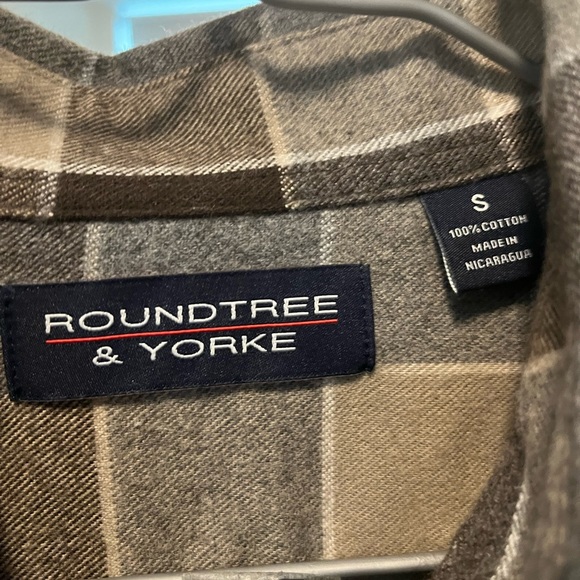 S
100% COTTON
MADE IN
NICARAGUA
ROUNDTREE
& YORKE